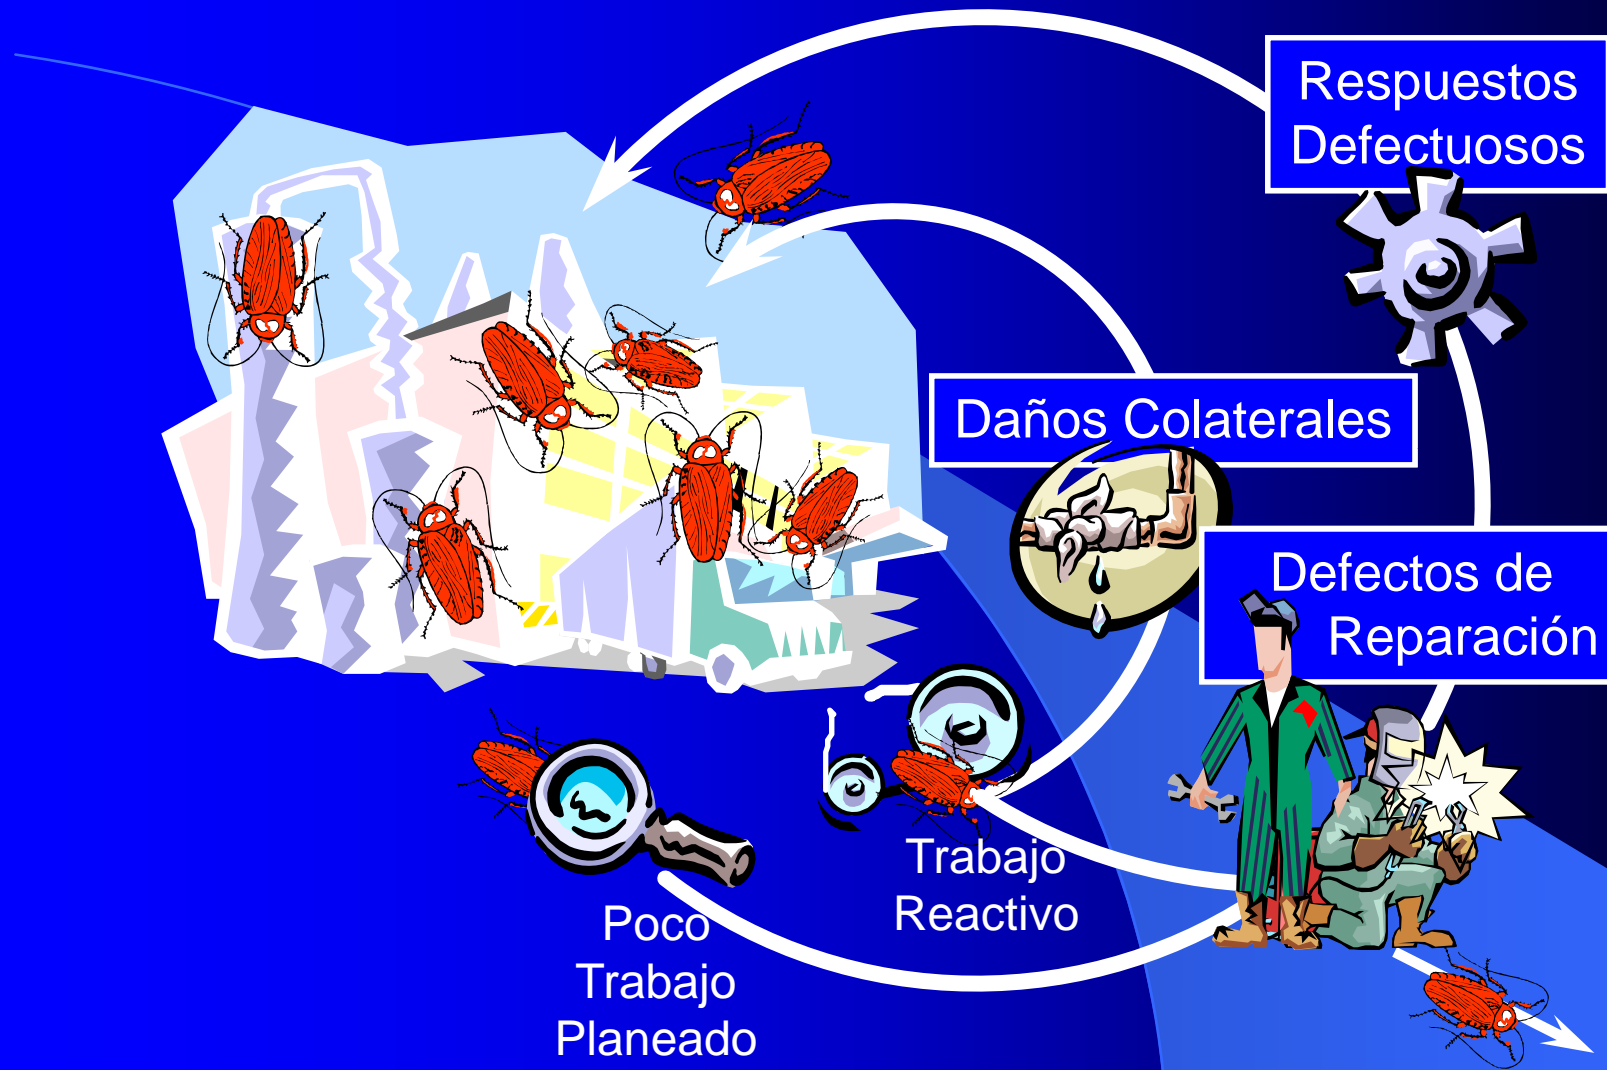 Respuestos
Defectuosos
Daños Colaterales
Defectos de
Reparación
Trabajo
Reactivo
Poco
Trabajo
Planeado